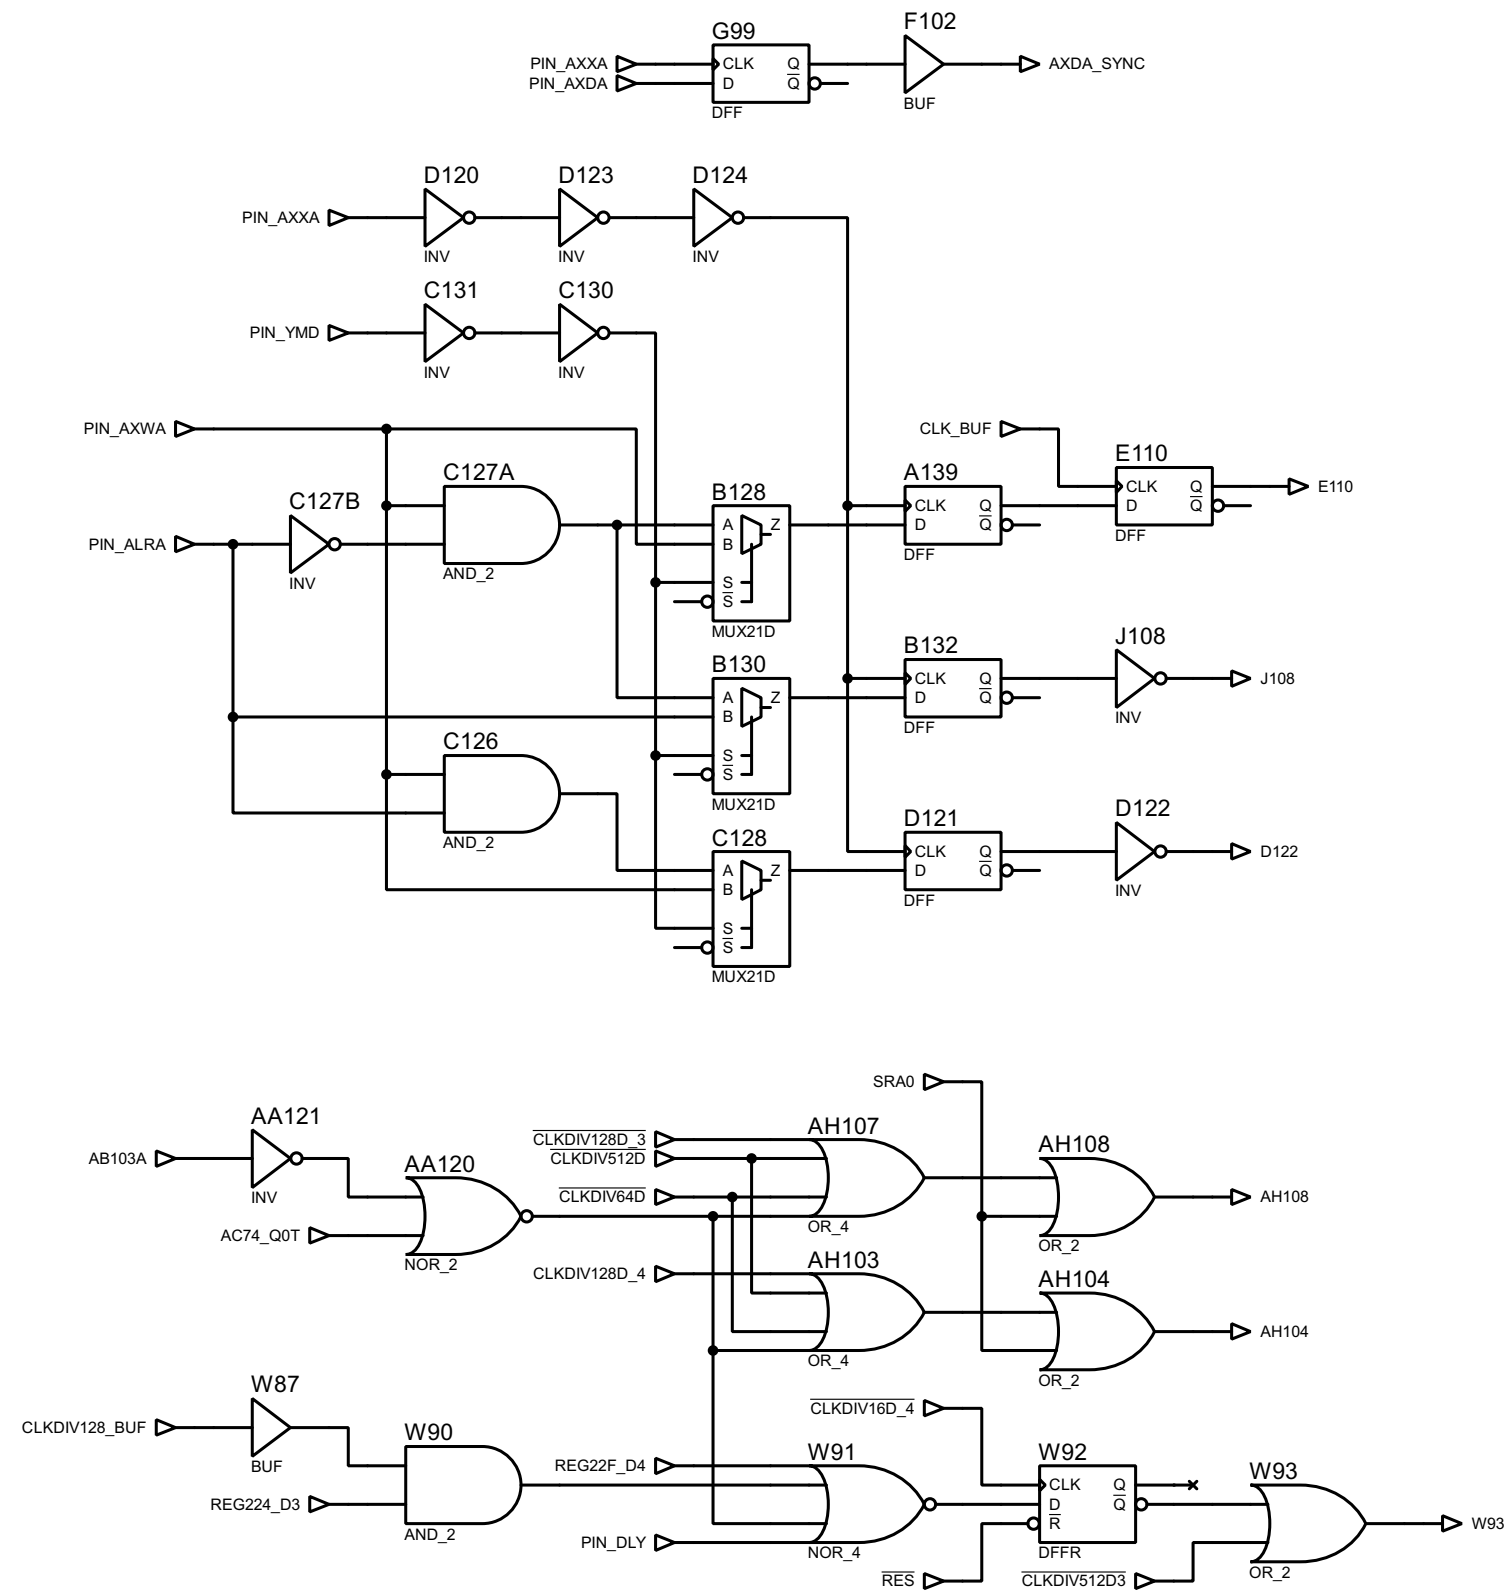 G99
F102
PIN_AXXA
CLK Q
AXDA_SYNC
PIN_AXDA
D Q
DFF
BUF
D120
D123
D124
PIN_AXXA
INV
INV
INV
C131
C130
PIN_YMD
INV
INV
PIN_AXWA
CLK_BUF
C127A
A139
E110
C127B
B128
CLK Q
E110
CLK Q
D Q
A Z
D Q
PIN_ALRA
B
DFF
DFF
INV
AND_2
S
S
MUX21D
B130
B132
J108
CLK Q
J108
A Z
D Q
B
DFF
INV
C126
S
S
MUX21D
D121
D122
AND_2
C128
CLK Q
D122
A Z
D Q
B
DFF
INV
S
S
MUX21D
SRA0
AA121
AH107
CLKDIV128D_3
AH108
AB103A
AA120
CLKDIV512D
INV
CLKDIV64D
AH108
AC74_Q0T
OR_4
OR_2
NOR_2
AH103
AH104
CLKDIV128D_4
AH104
OR_4
OR_2
W87
CLKDIV16D_4
CLKDIV128_BUF
W90
W91
W92
BUF
REG22F_D4
W93
CLK Q
REG224_D3
D Q
R
W93
AND_2
PIN_DLY
NOR_4
DFFR
RES
CLKDIV512D3
OR_2